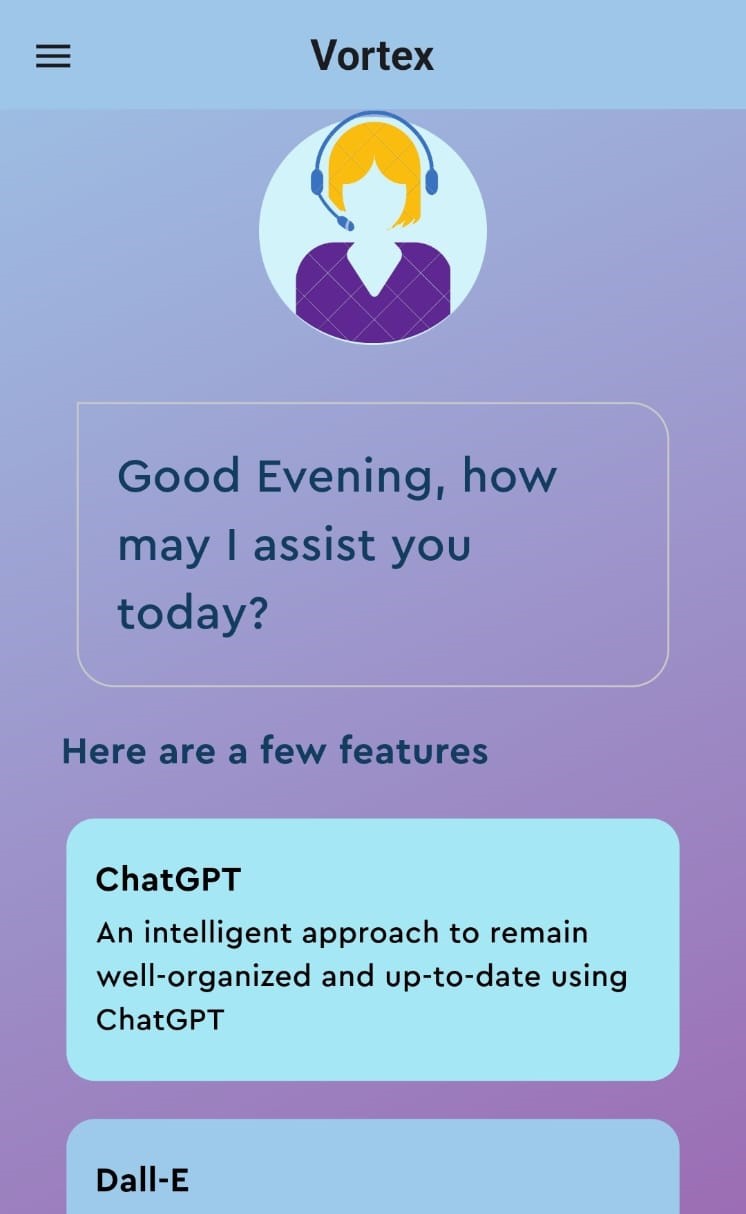 Vortex
Good Evening, how
may I assist you
today?
Here are a few features
ChatGPT
An intelligent approach to remain
well-organized and up-to-date using
ChatGPT
Dall-E